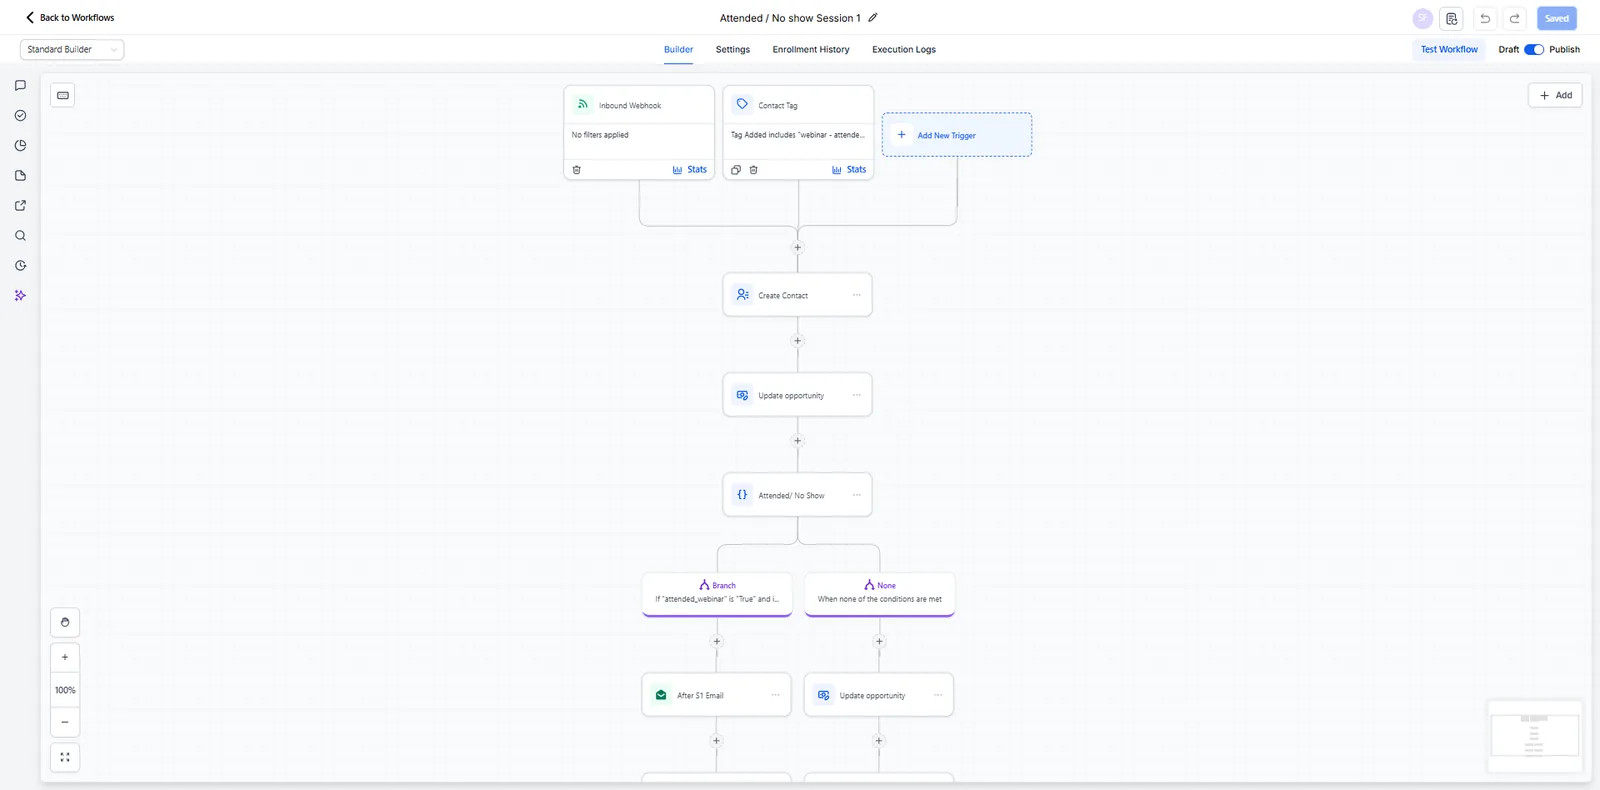 Back to Workflows
Attended / No show Session 1
SF
Saved
Standard Builder
Builder
Settings
Enrollment History
Execution Logs
Test Workflow
Draft
Publish
Add
Inbound Webhook
No filters applied
Stats
Contact Tag
Tag Added includes "webinar - attende...
Stats
Add New Trigger
Create Contact
Update opportunity
Attended/ No Show
Branch
If "attended_webinar" is "True" and i...
None
When none of the conditions are met
After S1 Email
Update opportunity
100%